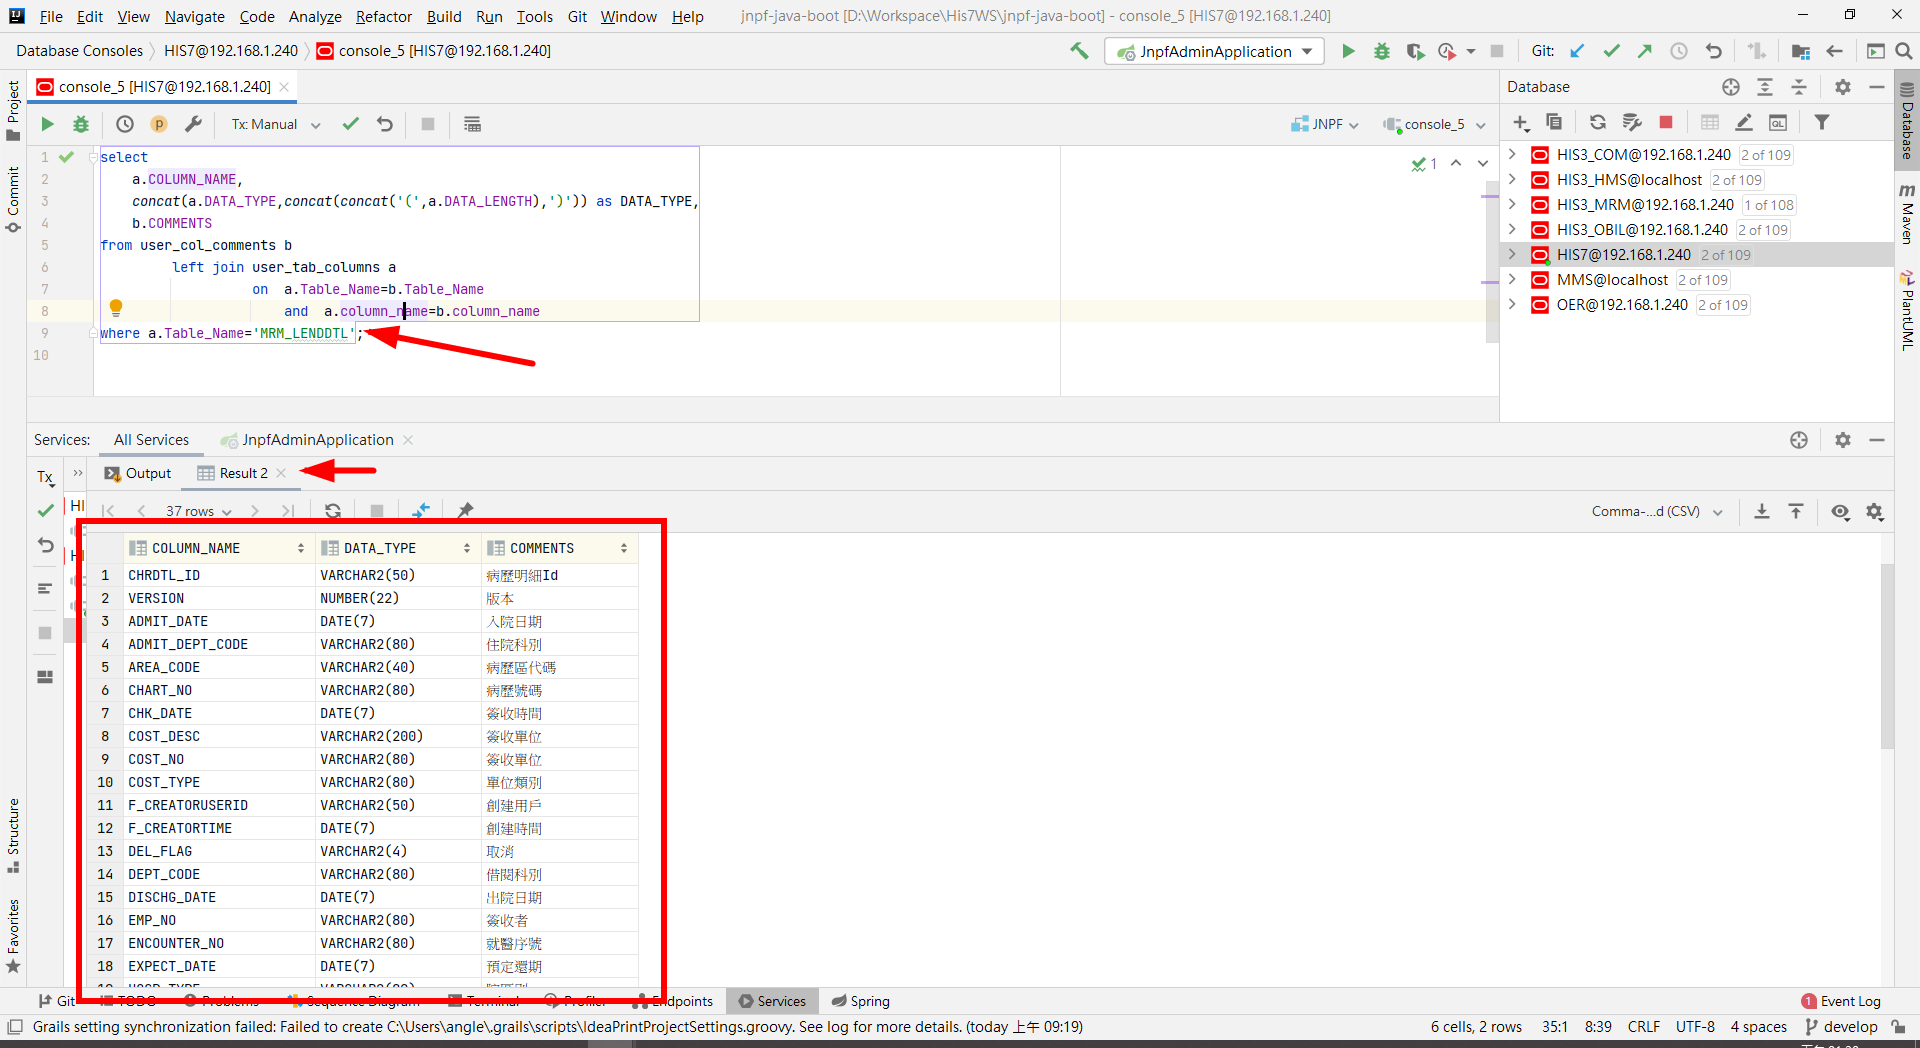 File Edit View Navigate Code Analyze Refactor Build Run Tools Git Window Help jnpf-java-boot [D:\Workspace\His7WS\jnpf-java-boot] - console_5 [HIS7@192.168.1.240]
Database Consoles HIS7@192.168.1.240 console_5 [HIS7@192.168.1.240] JnpfAdminApplication Git:
Project
Commit
Structure
Favorites
console_5 [HIS7@192.168.1.240]
Tx: Manual JNPF console_5
1 select
2 a.COLUMN_NAME,
3 concat(a.DATA_TYPE,concat(concat('(',a.DATA_LENGTH),')')) as DATA_TYPE,
4 b.COMMENTS
5 from user_col_comments b
6 left join user_tab_columns a
7 on a.Table_Name=b.Table_Name
8 and a.column_name=b.column_name
9 where a.Table_Name='MRM_LENDDTL';
10
1
Database
HIS3_COM@192.168.1.240 2 of 109
HIS3_HMS@localhost 2 of 109
HIS3_MRM@192.168.1.240 1 of 108
HIS3_OBIL@192.168.1.240 2 of 109
HIS7@192.168.1.240 2 of 109
MMS@localhost 2 of 109
OER@192.168.1.240 2 of 109
Database
Maven
PlantUML
Services: All Services JnpfAdminApplication
Tx Output Result 2
37 rows Comma-...d (CSV)
COLUMN_NAME DATA_TYPE COMMENTS
1 CHRDTL_ID VARCHAR2(50) 病歷明細Id
2 VERSION NUMBER(22) 版本
3 ADMIT_DATE DATE(7) 入院日期
4 ADMIT_DEPT_CODE VARCHAR2(80) 住院科別
5 AREA_CODE VARCHAR2(40) 病歷區代碼
6 CHART_NO VARCHAR2(80) 病歷號碼
7 CHK_DATE DATE(7) 簽收時間
8 COST_DESC VARCHAR2(200) 簽收單位
9 COST_NO VARCHAR2(80) 簽收單位
10 COST_TYPE VARCHAR2(80) 單位類別
11 F_CREATORUSERID VARCHAR2(50) 創建用戶
12 F_CREATORTIME DATE(7) 創建時間
13 DEL_FLAG VARCHAR2(4) 取消
14 DEPT_CODE VARCHAR2(80) 借閱科別
15 DISCHG_DATE DATE(7) 出院日期
16 EMP_NO VARCHAR2(80) 簽收者
17 ENCOUNTER_NO VARCHAR2(80) 就醫序號
18 EXPECT_DATE DATE(7) 預定還期
Git TODO Problems Sequence Diagram Terminal Profiler Endpoints Services Spring 1 Event Log
Grails setting synchronization failed: Failed to create C:\Users\angle\.grails\scripts\IdeaPrintProjectSettings.groovy. See log for more details. (today 上午 09:19) 6 cells, 2 rows 35:1 8:39 CRLF UTF-8 4 spaces develop